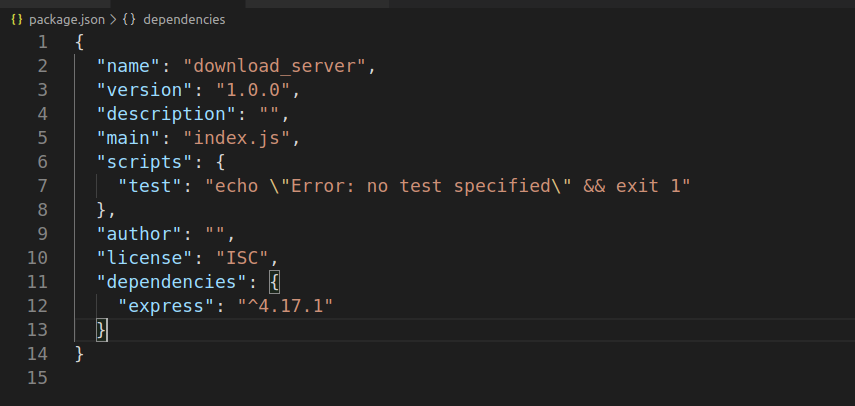 {} package.json > {} dependencies
1 {
2 "name": "download_server",
3 "version": "1.0.0",
4 "description": "",
5 "main": "index.js",
6 "scripts": {
7 "test": "echo \"Error: no test specified\" && exit 1"
8 },
9 "author": "",
10 "license": "ISC",
11 "dependencies": {
12 "express": "^4.17.1"
13 }
14 }
15